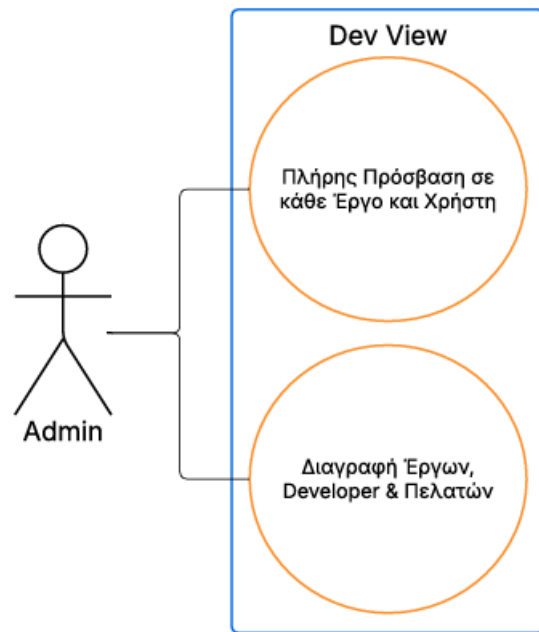 Dev View
Πλήρης Πρόσβαση σε
κάθε Έργο και Χρήστη
Admin
Διαγραφή Έργων,
Developer & Πελατών